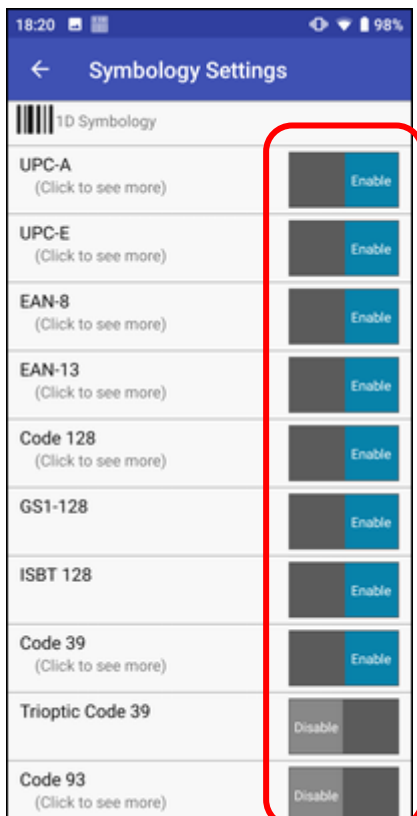 18:20 98%
Symbology Settings
1D Symbology
UPC-A
(Click to see more)
Enable
UPC-E
(Click to see more)
Enable
EAN-8
(Click to see more)
Enable
EAN-13
(Click to see more)
Enable
Code 128
(Click to see more)
Enable
GS1-128
Enable
ISBT 128
Enable
Code 39
(Click to see more)
Enable
Trioptic Code 39
Disable
Code 93
(Click to see more)
Disable